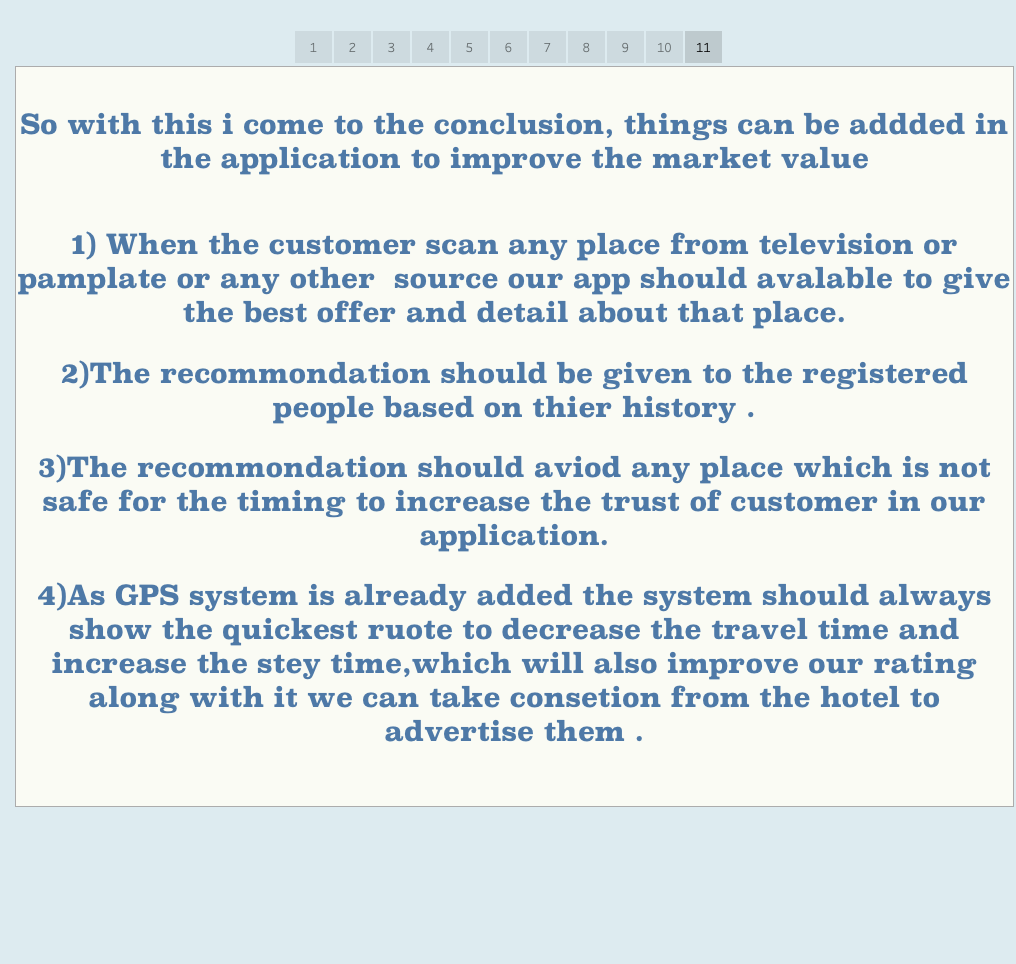 1 2 3 4 5 6 7 8 9 10 11
So with this i come to the conclusion, things can be addded in
the application to improve the market value
1) When the customer scan any place from television or
pamplate or any other  source our app should avalable to give
the best offer and detail about that place.
2)The recommondation should be given to the registered
people based on thier history .
3)The recommondation should aviod any place which is not
safe for the timing to increase the trust of customer in our
application.
4)As GPS system is already added the system should always
show the quickest ruote to decrease the travel time and
increase the stey time,which will also improve our rating
along with it we can take consetion from the hotel to
advertise them .